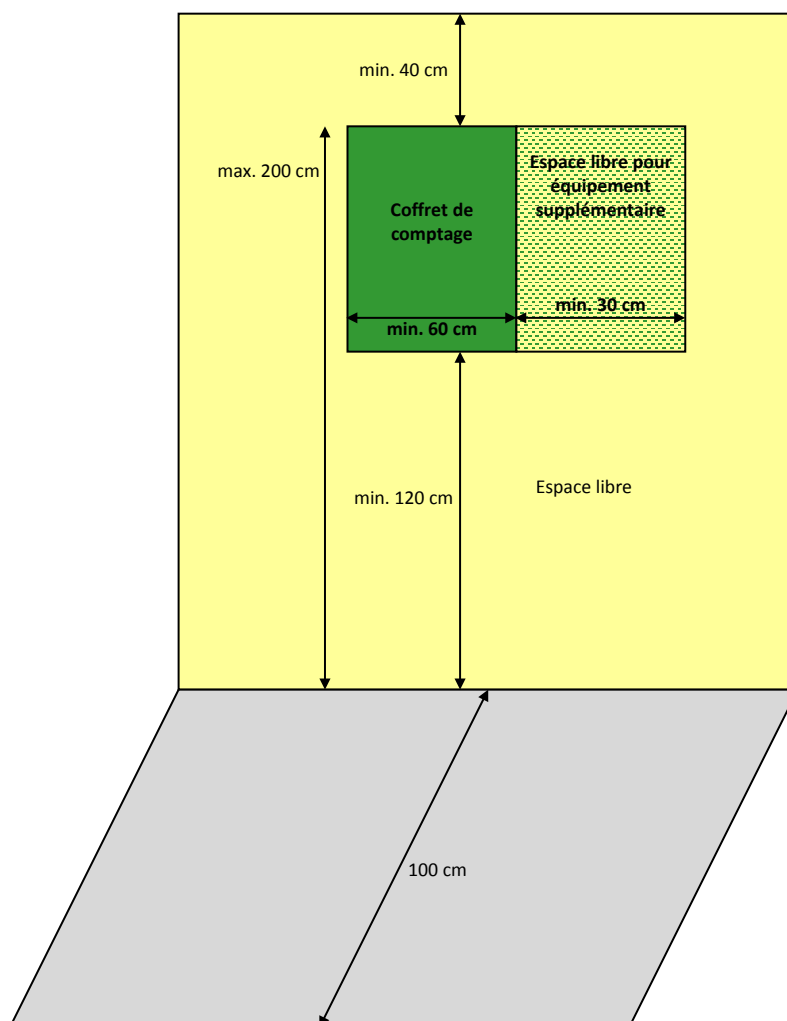 min. 40 cm
max. 200 cm
Espace libre pour
équipement
supplémentaire
Coffret de
comptage
min. 60 cm
min. 30 cm
min. 120 cm
Espace libre
100 cm